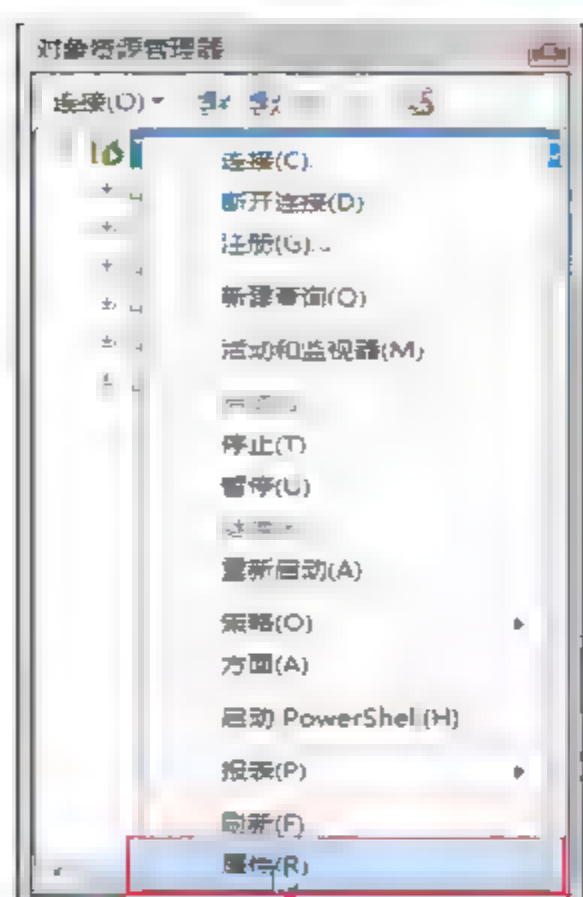 对象资源管理器
连接(O)
连接(C)...
断开连接(D)
注册(G)...
新建查询(Q)
活动和监视器(M)
停止(T)
暂停(U)
重新启动(A)
策略(O)
方面(A)
启动 PowerShell(H)
报表(P)
刷新(F)
属性(R)